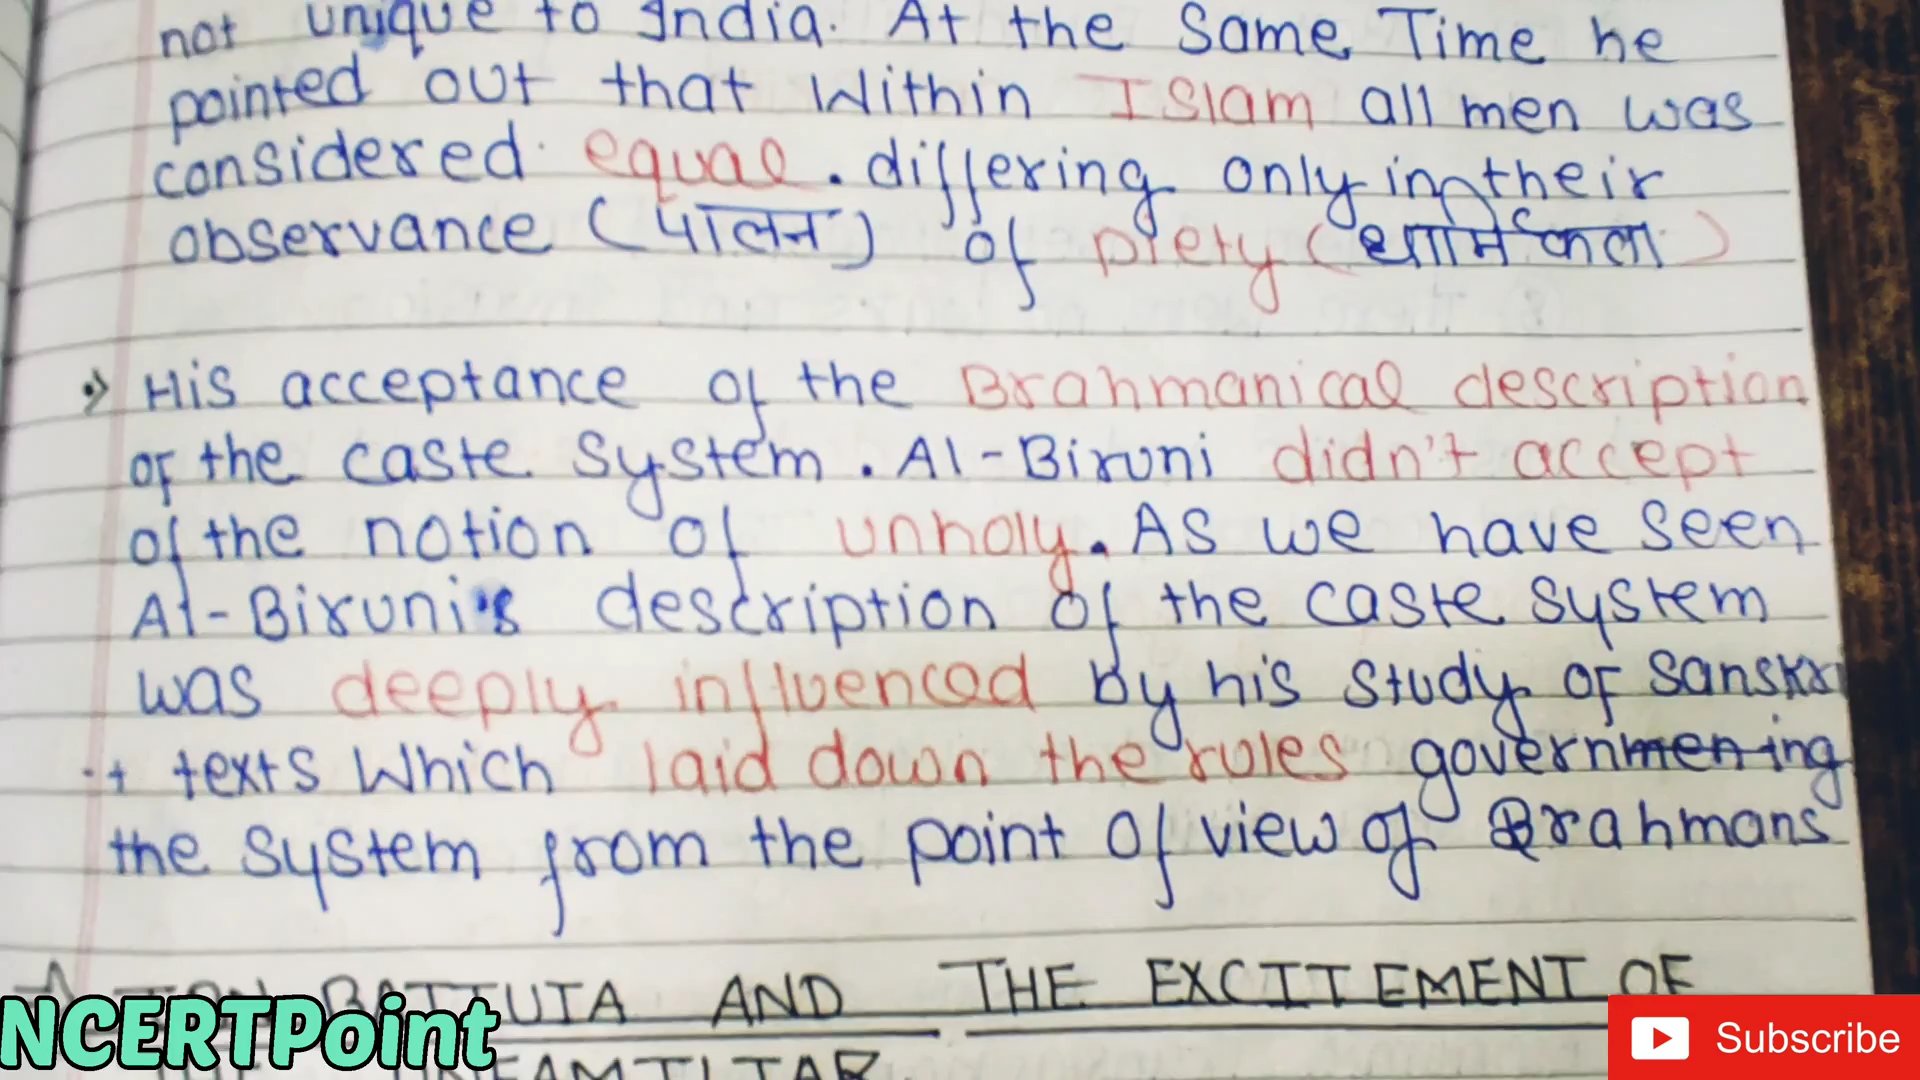 not unique to India. At the Same Time he
pointed out that Within Islam all men was
considered equal. differing only in their
observance (पालन) of piety (धार्मिकता)
His acceptance of the Brahmanical description
of the caste System. Al-Biruni didn't accept
of the notion of unholy. As we have seen
Al-Biruni's description of the caste system
was deeply influenced by his study of Sanskri
-t texts Which laid down the rules governmening
the System from the point of view of Brahmans
BATTUTA AND THE EXCITEMENT OF
NCERTPoint
Subscribe